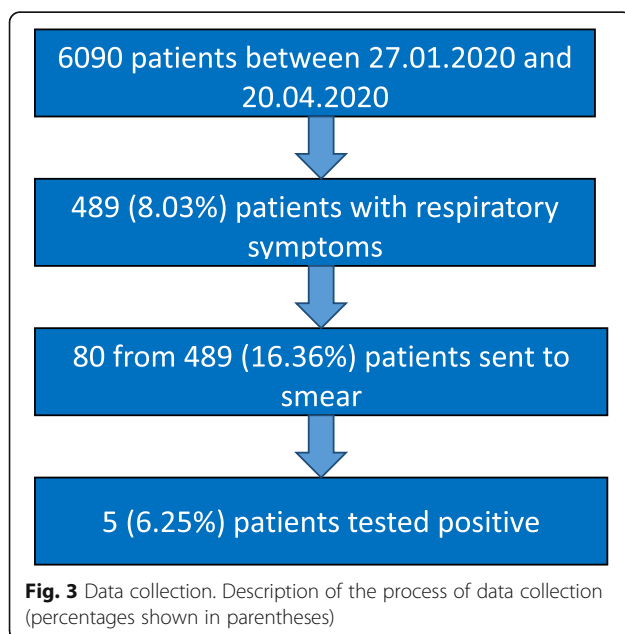 6090 patients between 27.01.2020 and
20.04.2020
489 (8.03%) patients with respiratory
symptoms
80 from 489 (16.36%) patients sent to
smear
5 (6.25%) patients tested positive
Fig. 3 Data collection. Description of the process of data collection
(percentages shown in parentheses)